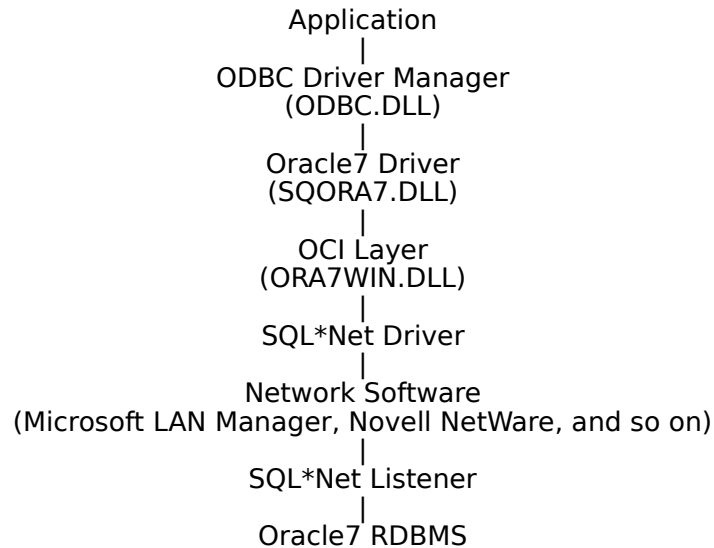 Application
|
ODBC Driver Manager
(ODBC.DLL)
|
Oracle7 Driver
(SQORA7.DLL)
|
OCI Layer
(ORA7WIN.DLL)
|
SQL*Net Driver
|
Network Software
(Microsoft LAN Manager, Novell NetWare, and so on)
|
SQL*Net Listener
|
Oracle7 RDBMS